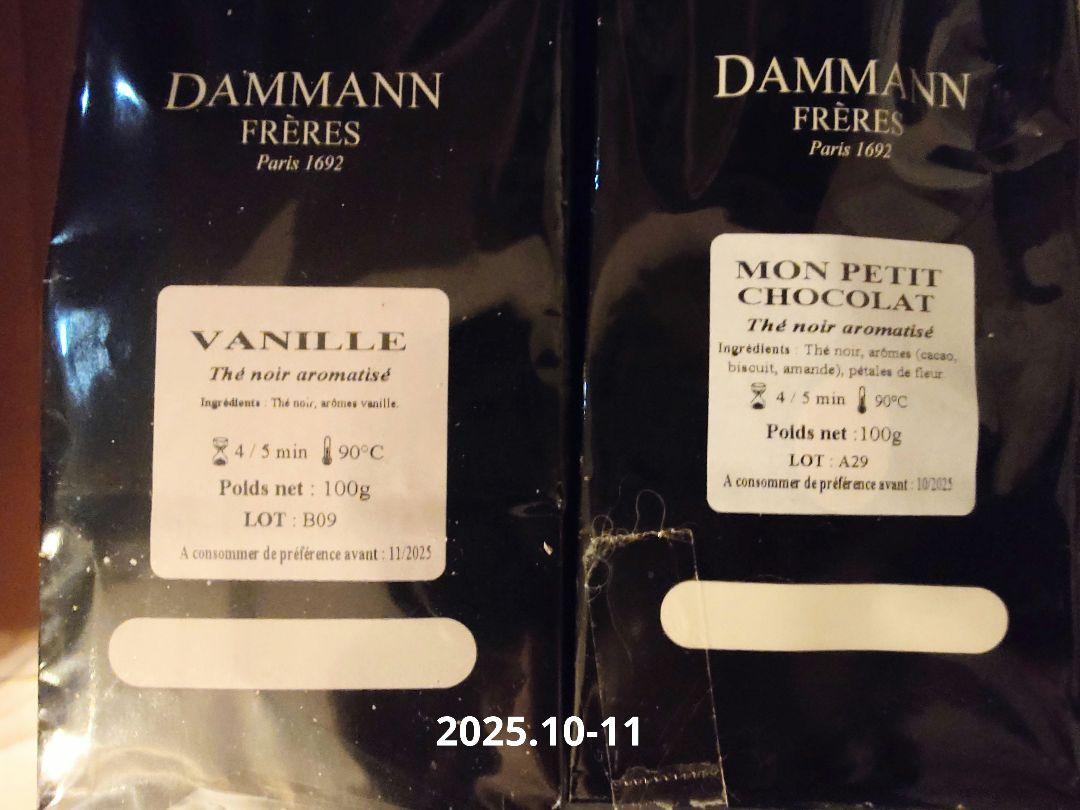 DAMMANN
FRÈRES
Paris 1692
VANILLE
Thé noir aromatisé
Ingrédients : Thé noir, arômes vanille.
4 / 5 min 90°C
Poids net : 100g
LOT : B09
A consommer de préférence avant : 11/2025
DAMMANN
FRÈRES
Paris 1692
MON PETIT
CHOCOLAT
Thé noir aromatisé
Ingrédients : Thé noir, arômes (cacao,
biscuit, amande), pétales de fleur.
4 / 5 min 90°C
Poids net :100g
LOT : A29
A consommer de préférence avant : 10/2025
2025.10-11